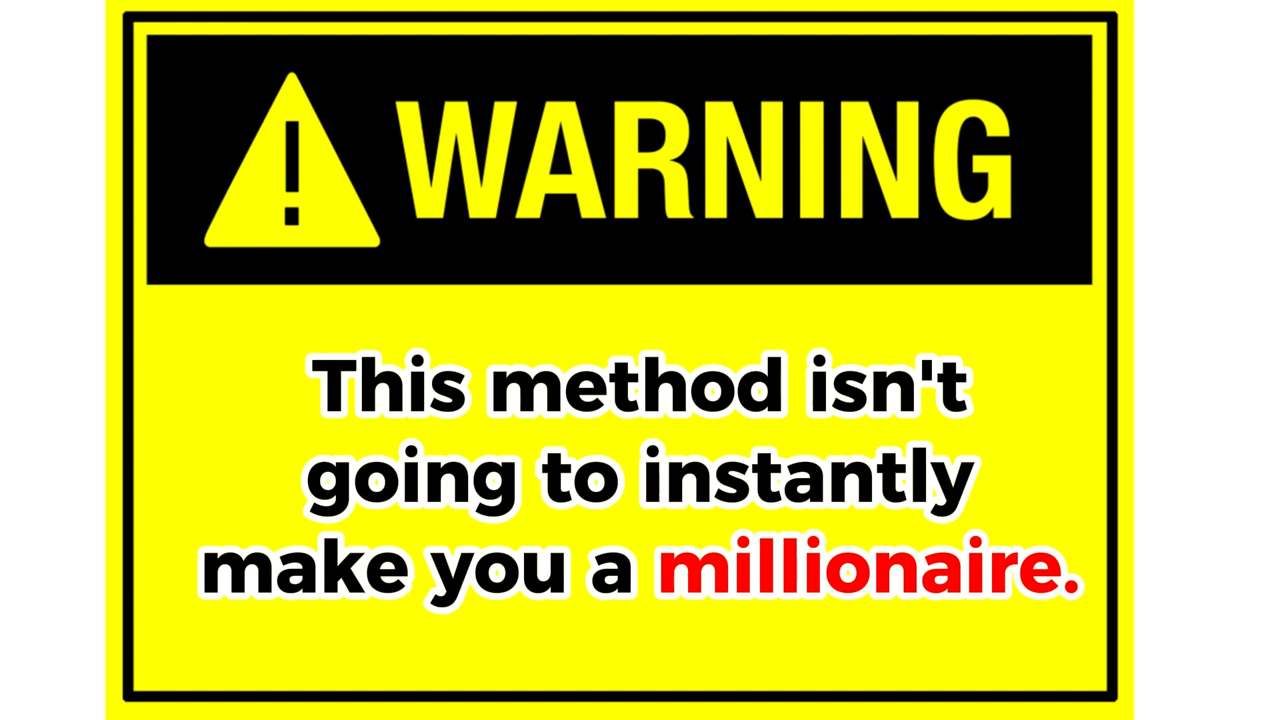 WARNING
This method isn't
going to instantly
make you a millionaire.